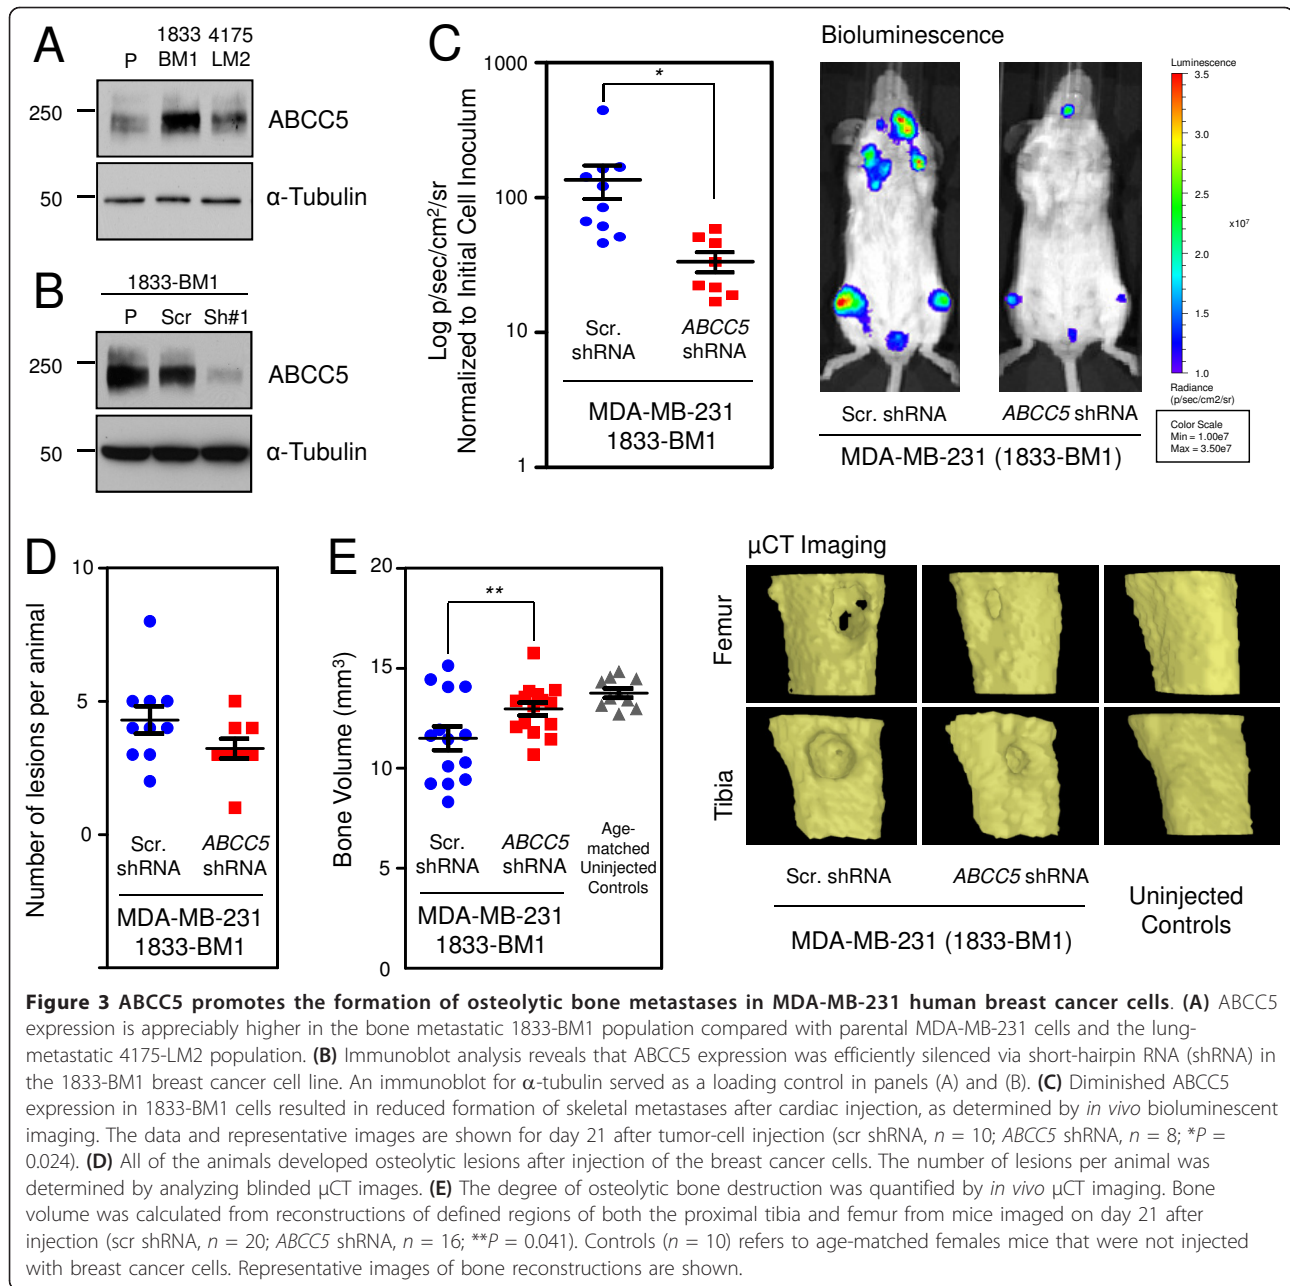 A
1833 4175
P BM1 LM2
250
ABCC5
50
α-Tubulin
B
1833-BM1
P Scr Sh#1
250
ABCC5
50
α-Tubulin
C
Log p/sec/cm²/sr
Normalized to Initial Cell Inoculum
1000
100
10
1
*
Scr.
shRNA
ABCC5
shRNA
MDA-MB-231
1833-BM1
Bioluminescence
Luminescence
3.5
3.0
2.5
x10⁷
2.0
1.5
1.0
Radiance
(p/sec/cm2/sr)
Color Scale
Min = 1.00e7
Max = 3.50e7
Scr. shRNA
ABCC5 shRNA
MDA-MB-231 (1833-BM1)
D
Number of lesions per animal
10
5
0
Scr.
shRNA
ABCC5
shRNA
MDA-MB-231
1833-BM1
E
Bone Volume (mm³)
20
15
10
5
0
**
Scr.
shRNA
ABCC5
shRNA
Age-
matched
Uninjected
Controls
MDA-MB-231
1833-BM1
µCT Imaging
Femur
Tibia
Scr. shRNA
ABCC5 shRNA
Uninjected
Controls
MDA-MB-231 (1833-BM1)
Figure 3 ABCC5 promotes the formation of osteolytic bone metastases in MDA-MB-231 human breast cancer cells. (A) ABCC5
expression is appreciably higher in the bone metastatic 1833-BM1 population compared with parental MDA-MB-231 cells and the lung-
metastatic 4175-LM2 population. (B) Immunoblot analysis reveals that ABCC5 expression was efficiently silenced via short-hairpin RNA (shRNA) in
the 1833-BM1 breast cancer cell line. An immunoblot for α-tubulin served as a loading control in panels (A) and (B). (C) Diminished ABCC5
expression in 1833-BM1 cells resulted in reduced formation of skeletal metastases after cardiac injection, as determined by in vivo bioluminescent
imaging. The data and representative images are shown for day 21 after tumor-cell injection (scr shRNA, n = 10; ABCC5 shRNA, n = 8; *P =
0.024). (D) All of the animals developed osteolytic lesions after injection of the breast cancer cells. The number of lesions per animal was
determined by analyzing blinded µCT images. (E) The degree of osteolytic bone destruction was quantified by in vivo µCT imaging. Bone
volume was calculated from reconstructions of defined regions of both the proximal tibia and femur from mice imaged on day 21 after
injection (scr shRNA, n = 20; ABCC5 shRNA, n = 16; **P = 0.041). Controls (n = 10) refers to age-matched females mice that were not injected
with breast cancer cells. Representative images of bone reconstructions are shown.